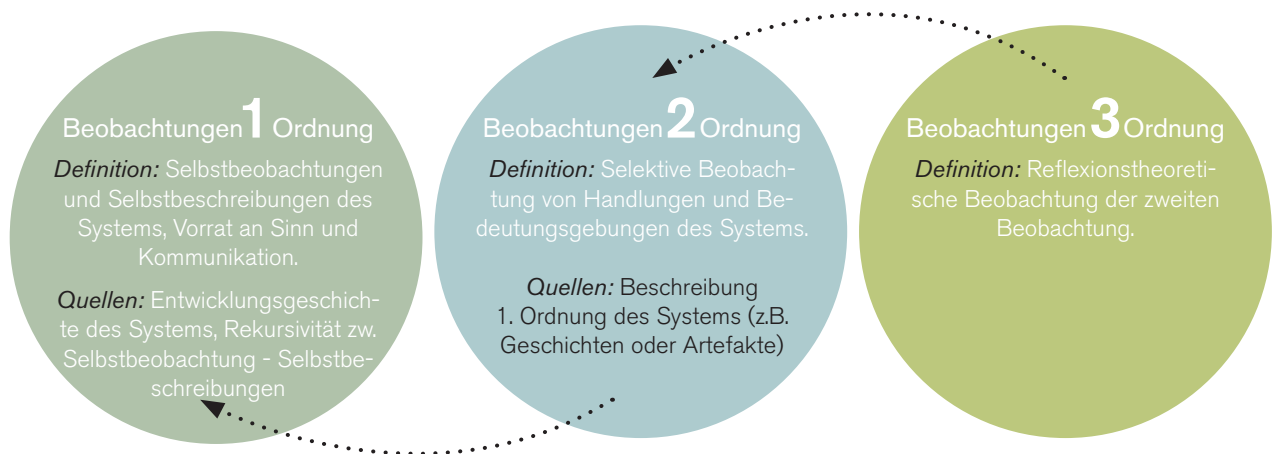 Beobachtungen 1 Ordnung
Definition: Selbstbeobachtungen
und Selbstbeschreibungen des
Systems, Vorrat an Sinn und
Kommunikation.
Quellen: Entwicklungsgeschich-
te des Systems, Rekursivität zw.
Selbstbeobachtung - Selbstbe-
schreibungen
Beobachtungen 2 Ordnung
Definition: Selektive Beobach-
tung von Handlungen und Be-
deutungsgebungen des Systems.
Quellen: Beschreibung
1. Ordnung des Systems (z.B.
Geschichten oder Artefakte)
Beobachtungen 3 Ordnung
Definition: Reflexionstheoreti-
sche Beobachtung der zweiten
Beobachtung.